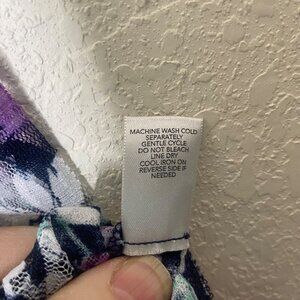 MACHINE WASH COLD
SEPARATELY
GENTLE CYCLE
DO NOT BLEACH
LINE DRY
COOL IRON ON
REVERSE SIDE IF
NEEDED